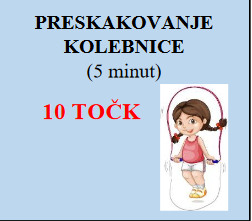 PRESKAKOVANJE
KOLEBNICE
(5 minut)
10 TOČK